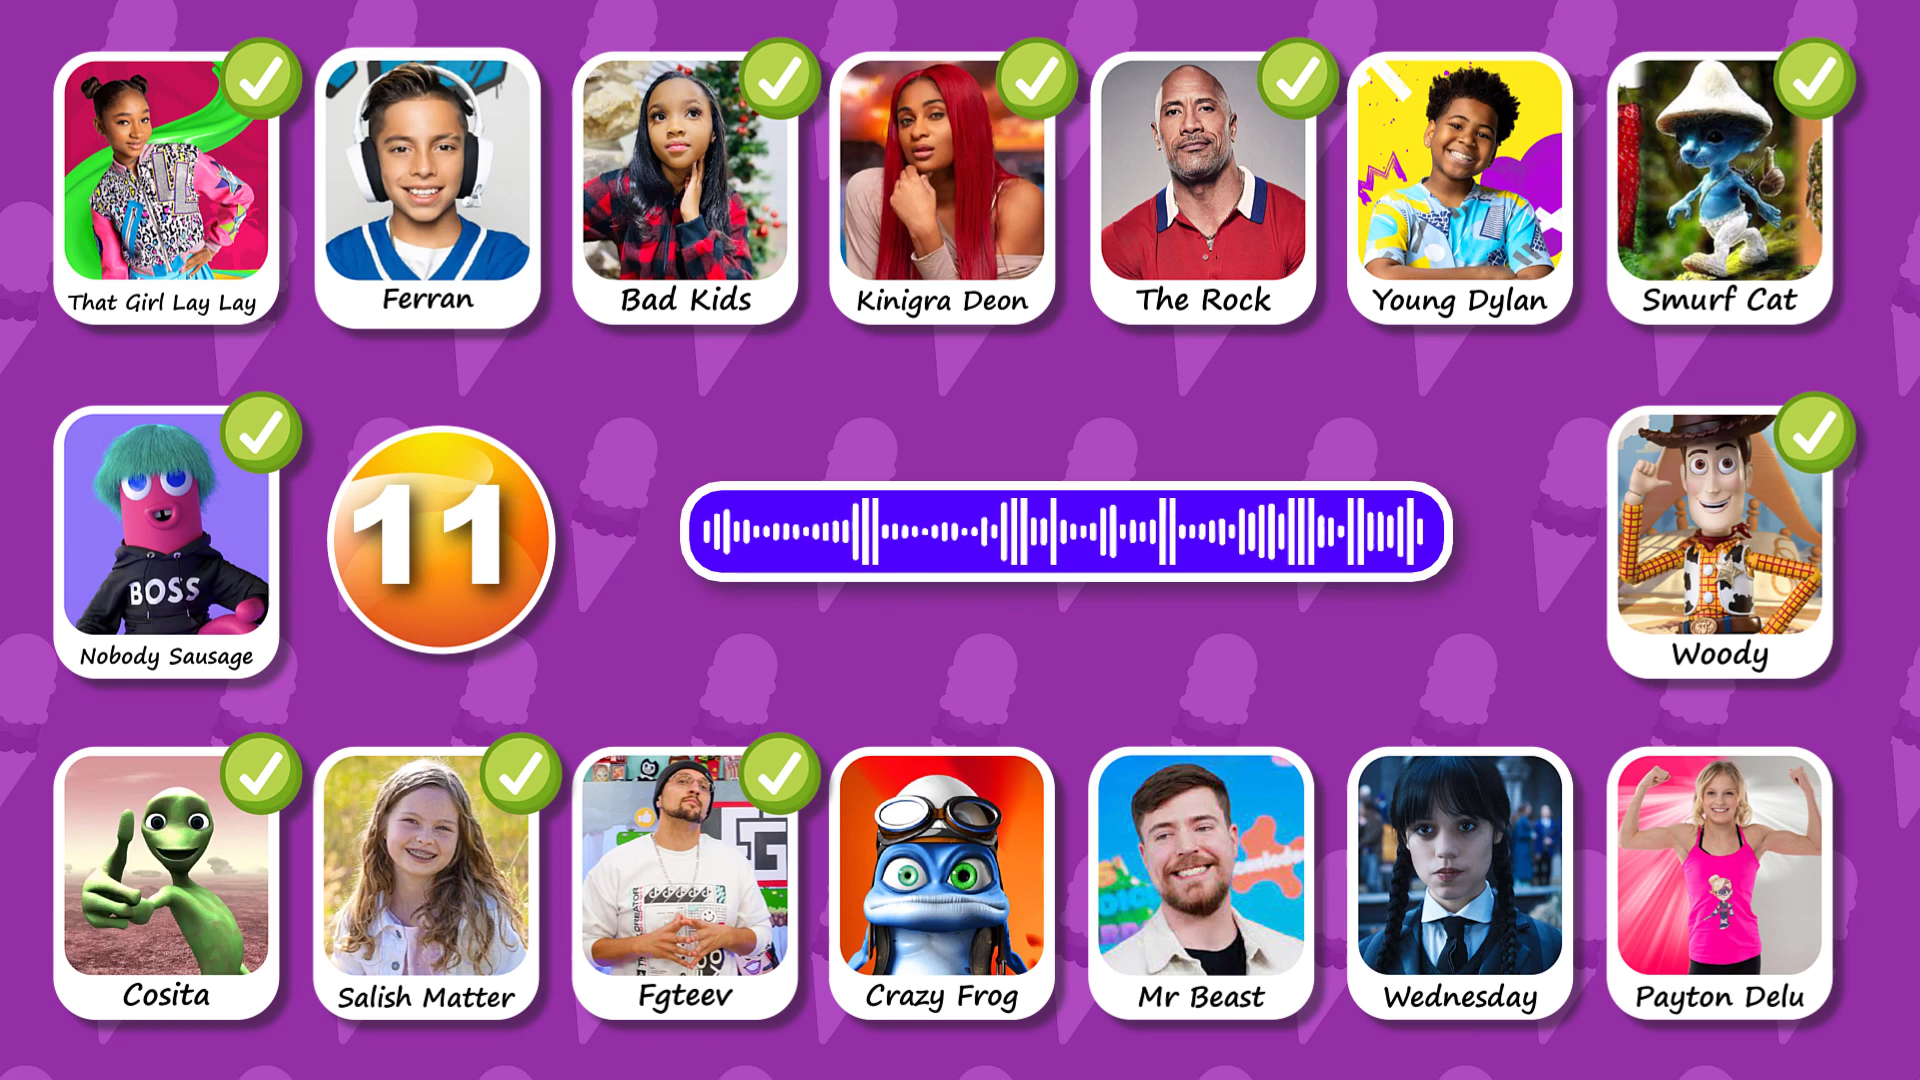 That Girl Lay Lay
Ferran
Bad Kids
Kinigra Deon
The Rock
Young Dylan
Smurf Cat
BOSS
Nobody Sausage
11
Woody
Cosita
Salish Matter
Fgteev
Crazy Frog
Mr Beast
Wednesday
Payton Delu